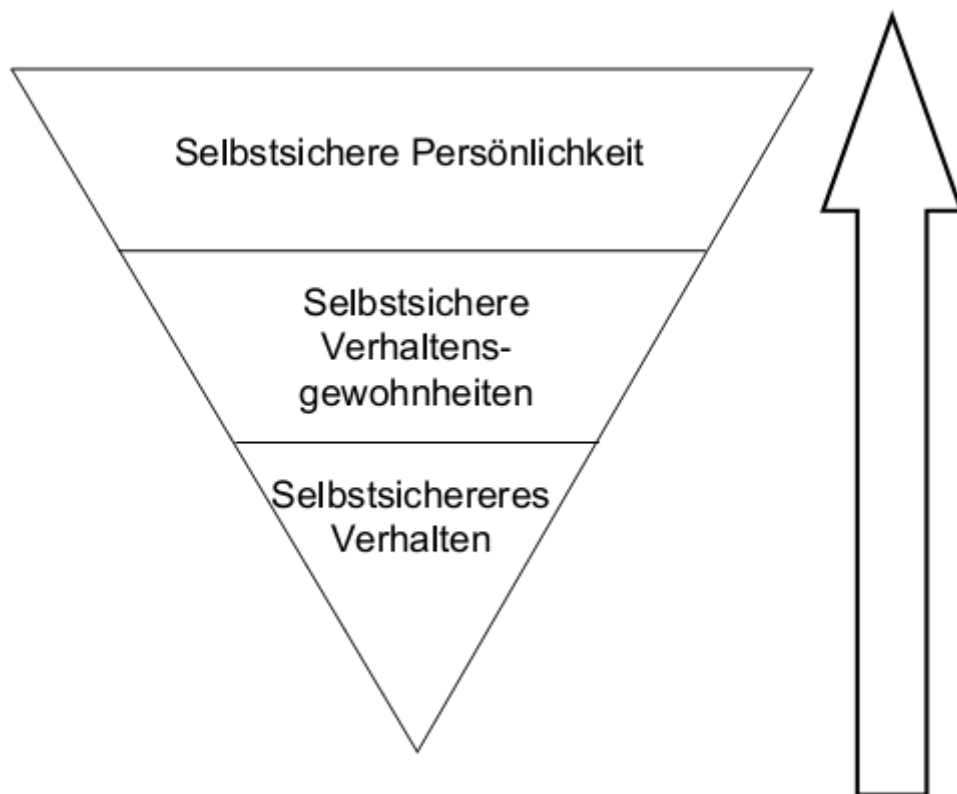 Selbstsichere Persönlichkeit
Selbstsichere
Verhaltens-
gewohnheiten
Selbstsichereres
Verhalten